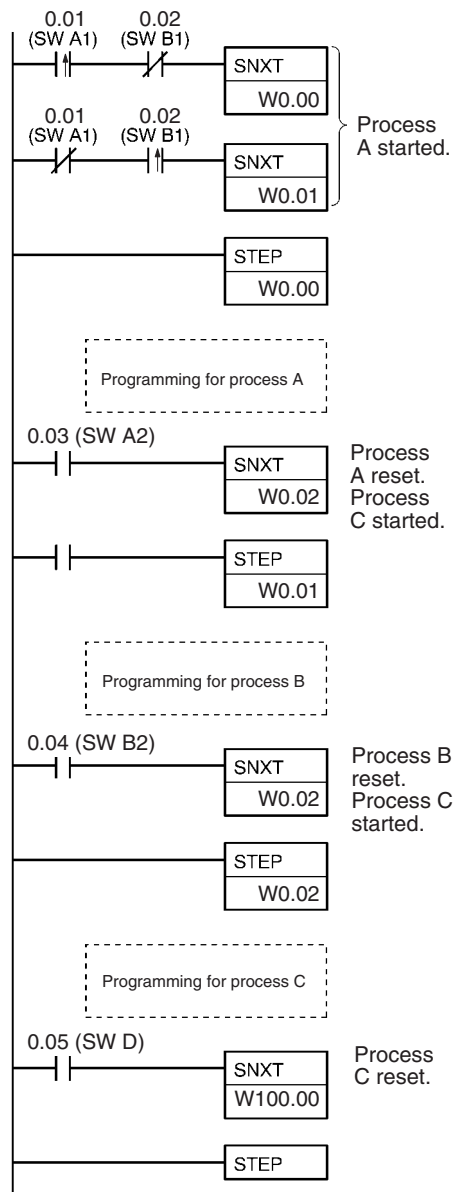 0.01 0.02
(SW A1) (SW B1)
SNXT
W0.00
0.01 0.02
(SW A1) (SW B1)
SNXT
W0.01
Process
A started.
STEP
W0.00
Programming for process A
0.03 (SW A2)
SNXT
W0.02
Process
A reset.
Process
C started.
STEP
W0.01
Programming for process B
0.04 (SW B2)
SNXT
W0.02
Process B
reset.
Process C
started.
STEP
W0.02
Programming for process C
0.05 (SW D)
SNXT
W100.00
Process
C reset.
STEP